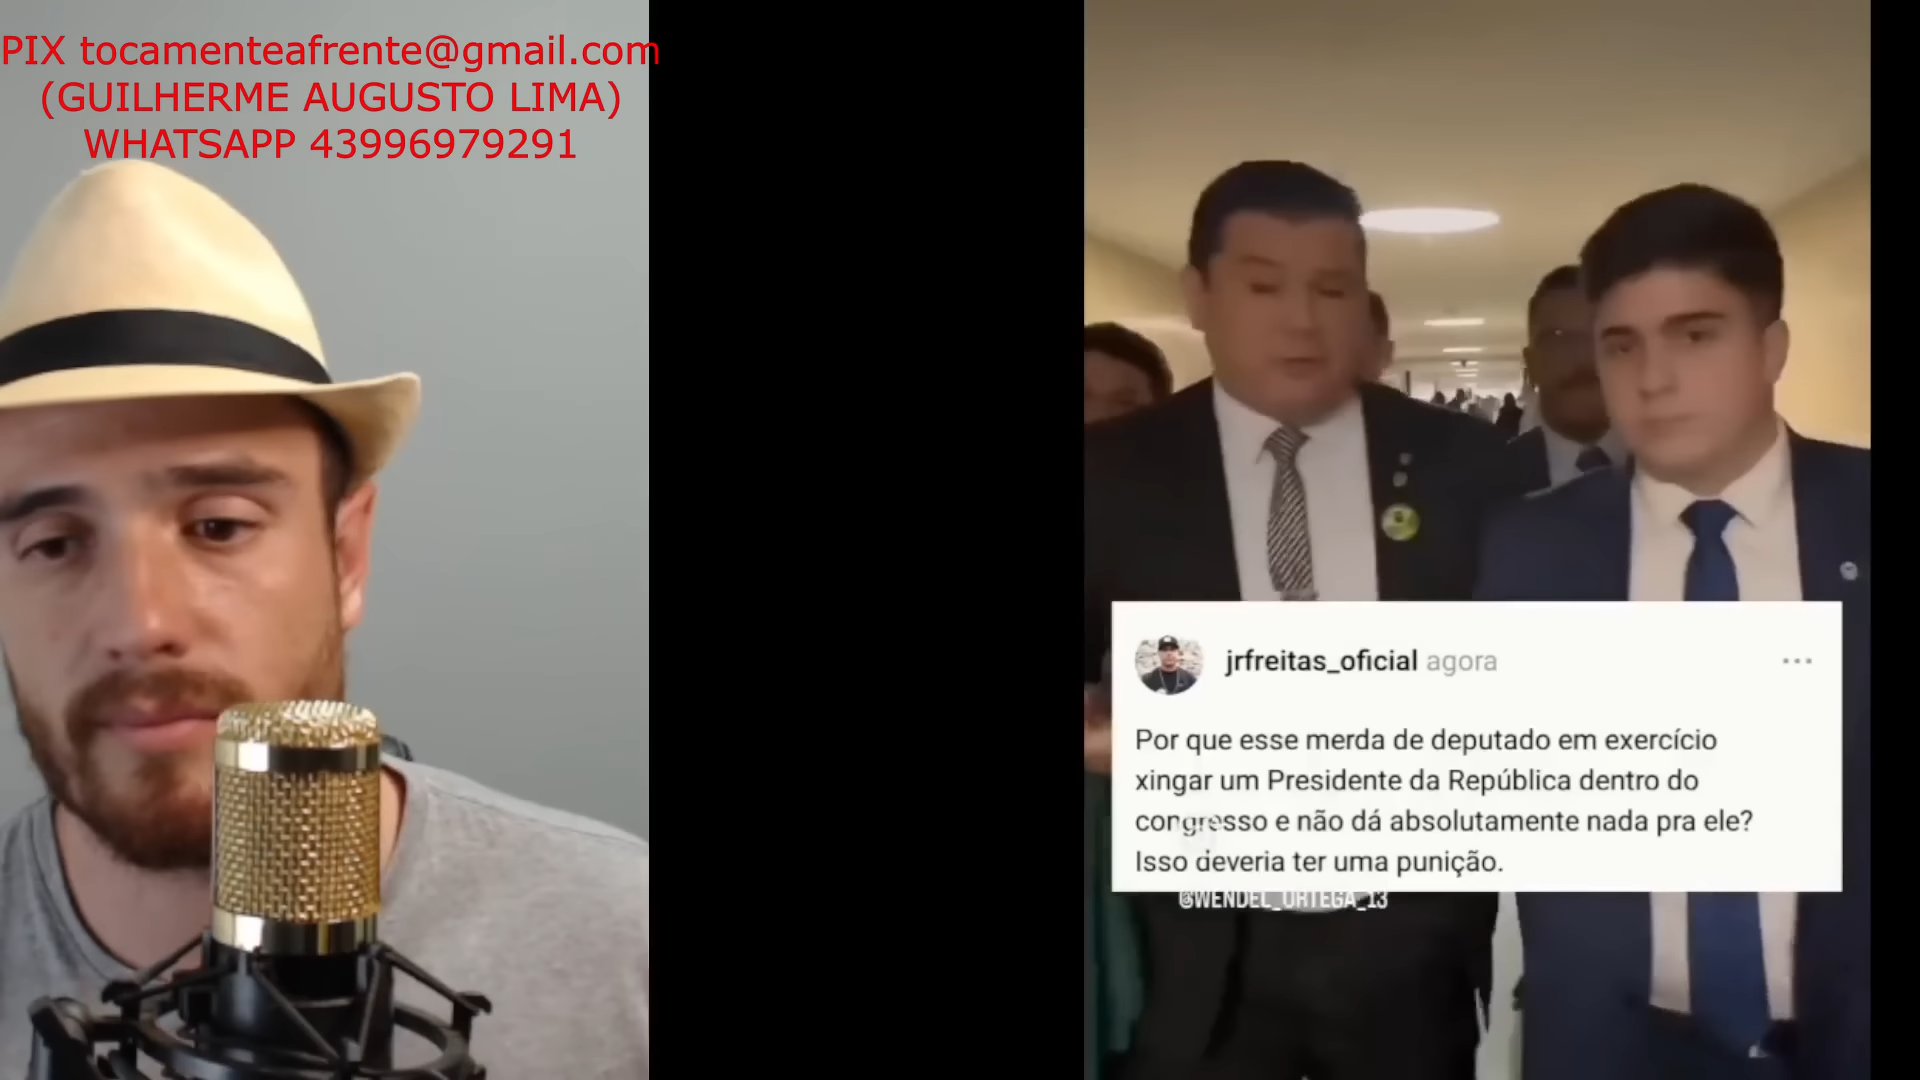 PIX tocamenteafrente@gmail.com
(GUILHERME AUGUSTO LIMA)
WHATSAPP 43996979291
jrfreitas_oficial agora
Por que esse merda de deputado em exercício
xingar um Presidente da República dentro do
congresso e não dá absolutamente nada pra ele?
Isso deveria ter uma punição.
@WENDEL_ORTEGA_13